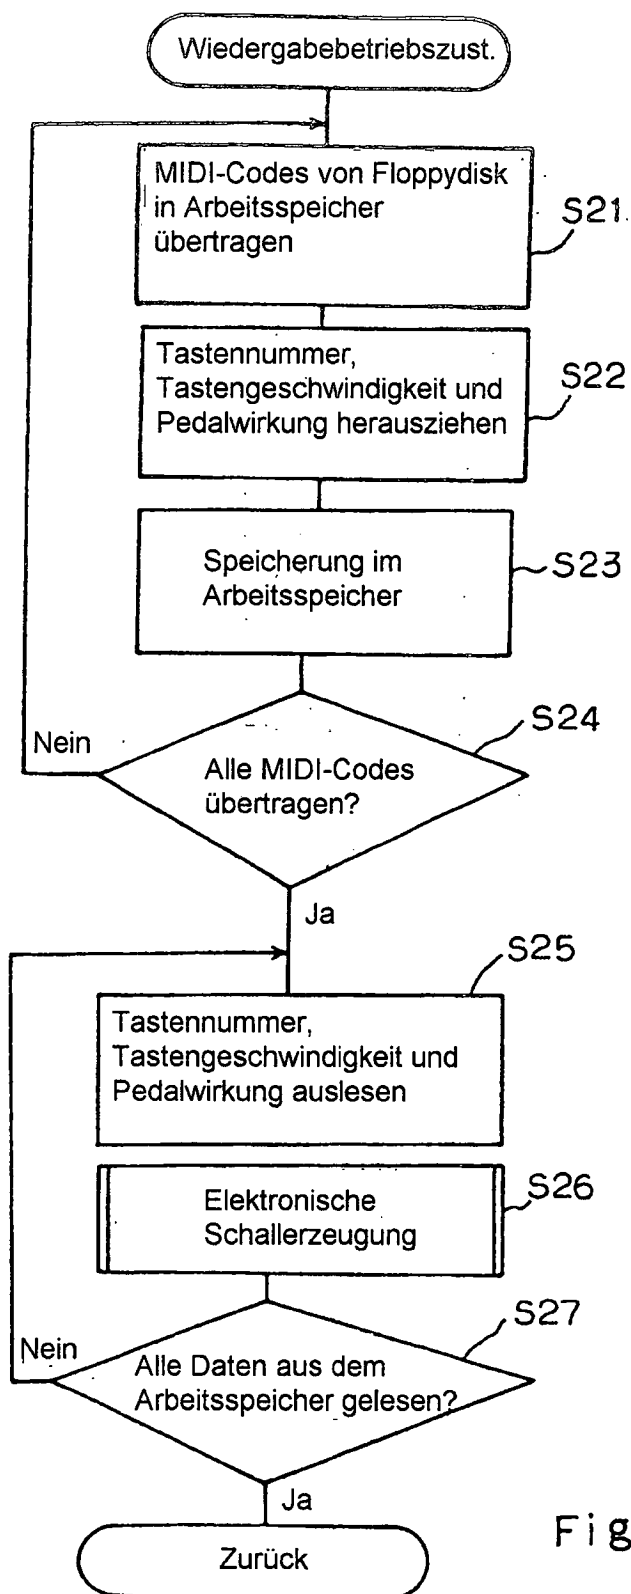 Wiedergabebetriebszust.
MIDI-Codes von Floppydisk
in Arbeitsspeicher
übertragen
S21
Tastennummer,
Tastengeschwindigkeit und
Pedalwirkung herausziehen
S22
Speicherung im
Arbeitsspeicher
S23
S24
Nein
Alle MIDI-Codes
übertragen?
Ja
S25
Tastennummer,
Tastengeschwindigkeit und
Pedalwirkung auslesen
Elektronische
Schallerzeugung
S26
S27
Nein
Alle Daten aus dem
Arbeitsspeicher gelesen?
Ja
Zurück
Fig